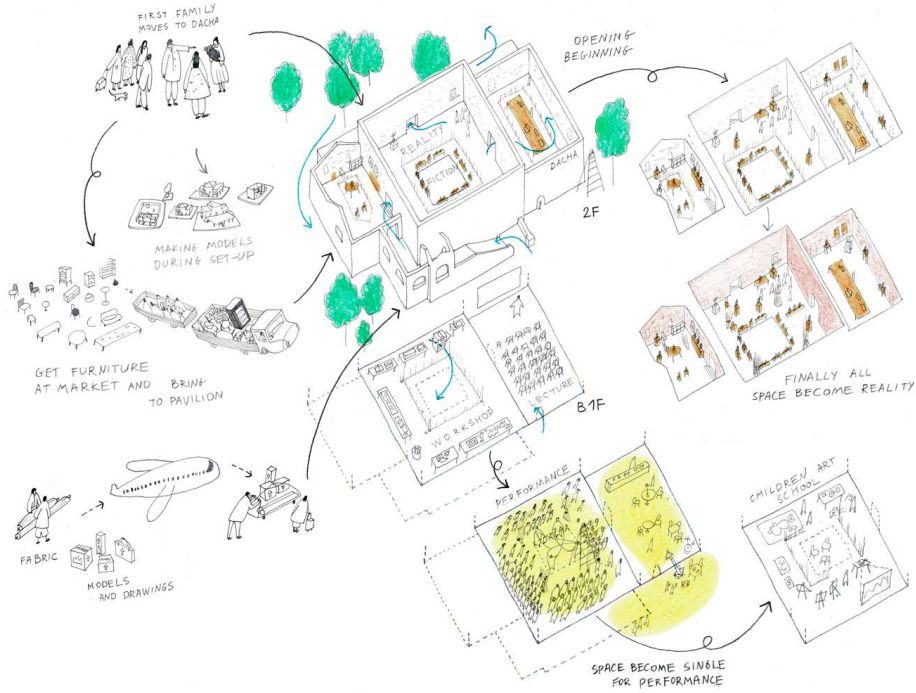 FIRST FAMILY
MOVES TO DACHA
OPENING
BEGINNING
REALITY
FICTION
DACHA
2F
MAKING MODELS
DURING SET-UP
GET FURNITURE
AT MARKET AND BRING
TO PAVILION
FINALLY ALL
SPACE BECOME REALITY
LECTURE
WORKSHOP
B1F
FABRIC
MODELS
AND DRAWINGS
PERFORMANCE
CHILDREN ART
SCHOOL
SPACE BECOME SINGLE
FOR PERFORMANCE